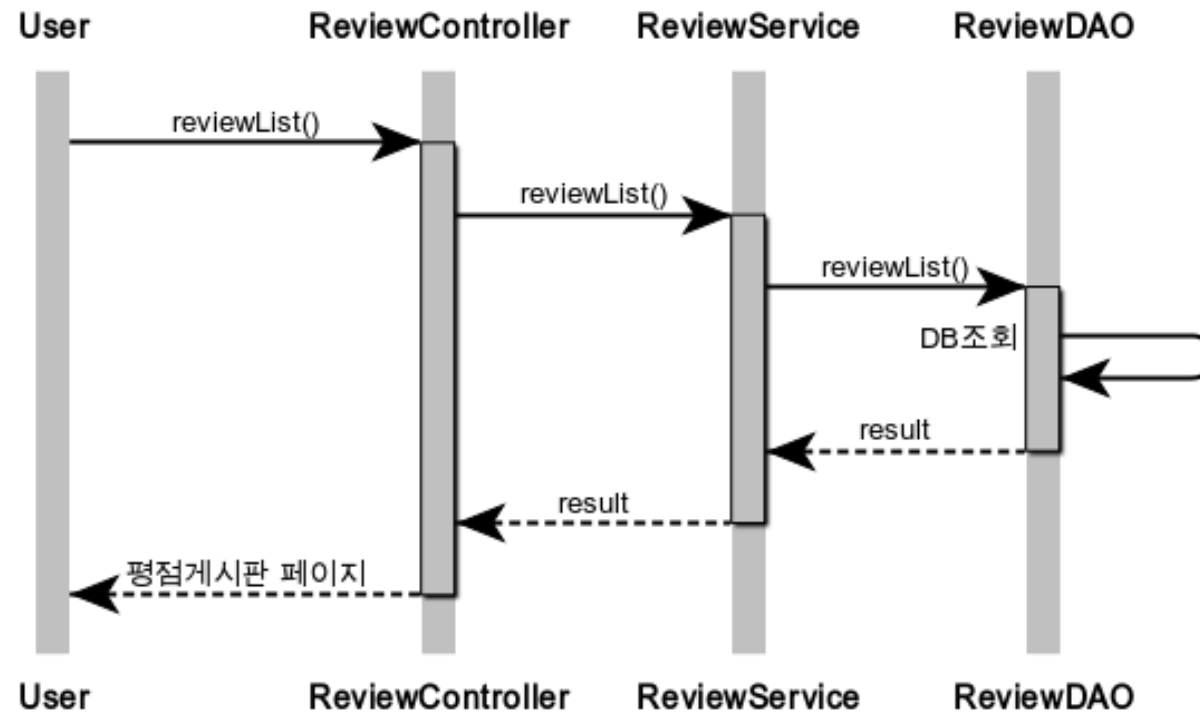 User ReviewController ReviewService ReviewDAO
reviewList()
reviewList()
reviewList()
DB조회
result
result
평점게시판 페이지
User ReviewController ReviewService ReviewDAO